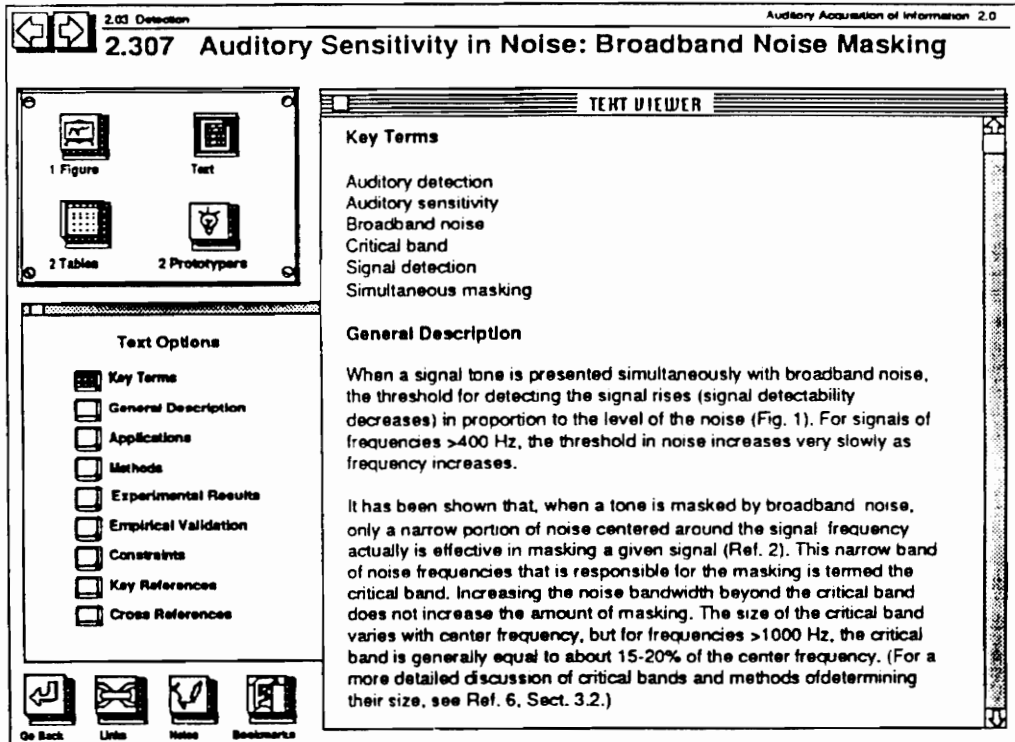 2.03 Detection
Auditory Acquisition of Information 2.0
2.307 Auditory Sensitivity in Noise: Broadband Noise Masking
1 Figure
Text
2 Tables
2 Prototypers
Text Options
Key Terms
General Description
Applications
Methods
Experimental Results
Empirical Validation
Constraints
Key References
Cross References
Go Back
Links
Notes
Bookmarks
TEXT VIEWER
Key Terms
Auditory detection
Auditory sensitivity
Broadband noise
Critical band
Signal detection
Simultaneous masking
General Description
When a signal tone is presented simultaneously with broadband noise,
the threshold for detecting the signal rises (signal detectability
decreases) in proportion to the level of the noise (Fig. 1). For signals of
frequencies >400 Hz, the threshold in noise increases very slowly as
frequency increases.
It has been shown that, when a tone is masked by broadband noise,
only a narrow portion of noise centered around the signal frequency
actually is effective in masking a given signal (Ref. 2). This narrow band
of noise frequencies that is responsible for the masking is termed the
critical band. Increasing the noise bandwidth beyond the critical band
does not increase the amount of masking. The size of the critical band
varies with center frequency, but for frequencies >1000 Hz, the critical
band is generally equal to about 15-20% of the center frequency. (For a
more detailed discussion of critical bands and methods ofdetermining
their size, see Ref. 6, Sect. 3.2.)